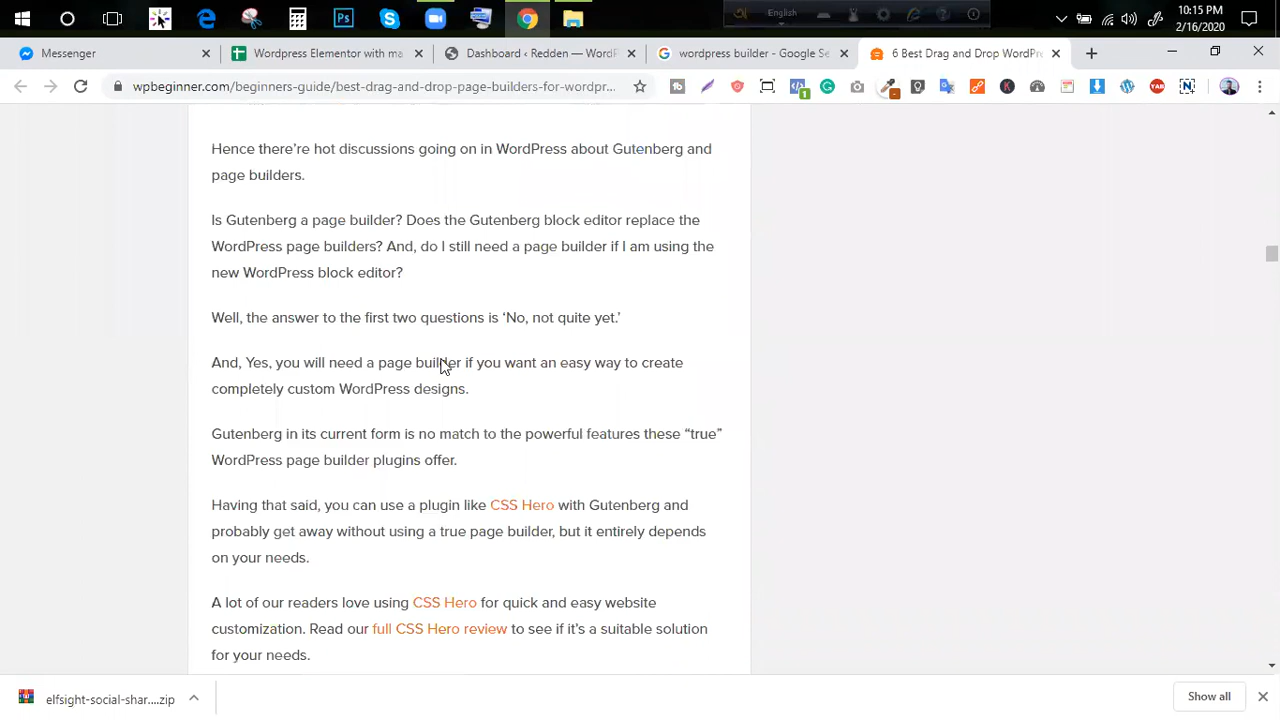 English
10:15 PM
2/16/2020
Messenger
Wordpress Elementor with ma
Dashboard ‹ Redden — WordF
wordpress builder - Google Se
6 Best Drag and Drop WordPre
wpbeginner.com/beginners-guide/best-drag-and-drop-page-builders-for-wordpr...
Hence there're hot discussions going on in WordPress about Gutenberg and
page builders.
Is Gutenberg a page builder? Does the Gutenberg block editor replace the
WordPress page builders? And, do I still need a page builder if I am using the
new WordPress block editor?
Well, the answer to the first two questions is ‘No, not quite yet.’
And, Yes, you will need a page builder if you want an easy way to create
completely custom WordPress designs.
Gutenberg in its current form is no match to the powerful features these “true”
WordPress page builder plugins offer.
Having that said, you can use a plugin like CSS Hero with Gutenberg and
probably get away without using a true page builder, but it entirely depends
on your needs.
A lot of our readers love using CSS Hero for quick and easy website
customization. Read our full CSS Hero review to see if it's a suitable solution
for your needs.
elfsight-social-shar....zip
Show all